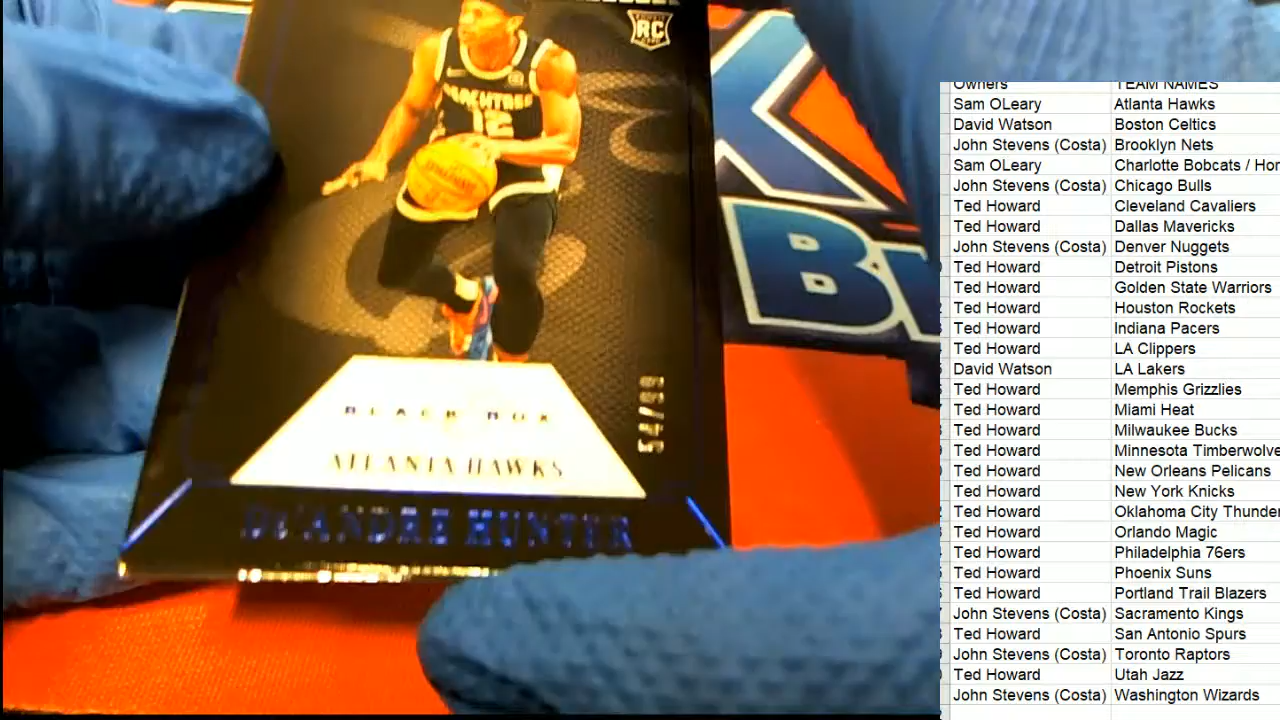 RC
PEACHTREE
12
SPALDING
BLACK BOX
ATLANTA HAWKS
DE'ANDRE HUNTER
54/99
K
B
Owners TEAM NAMES
Sam OLeary Atlanta Hawks
David Watson Boston Celtics
John Stevens (Costa) Brooklyn Nets
Sam OLeary Charlotte Bobcats / Hor
John Stevens (Costa) Chicago Bulls
Ted Howard Cleveland Cavaliers
Ted Howard Dallas Mavericks
John Stevens (Costa) Denver Nuggets
Ted Howard Detroit Pistons
Ted Howard Golden State Warriors
Ted Howard Houston Rockets
Ted Howard Indiana Pacers
Ted Howard LA Clippers
David Watson LA Lakers
Ted Howard Memphis Grizzlies
Ted Howard Miami Heat
Ted Howard Milwaukee Bucks
Ted Howard Minnesota Timberwolve
Ted Howard New Orleans Pelicans
Ted Howard New York Knicks
Ted Howard Oklahoma City Thunder
Ted Howard Orlando Magic
Ted Howard Philadelphia 76ers
Ted Howard Phoenix Suns
Ted Howard Portland Trail Blazers
John Stevens (Costa) Sacramento Kings
Ted Howard San Antonio Spurs
John Stevens (Costa) Toronto Raptors
Ted Howard Utah Jazz
John Stevens (Costa) Washington Wizards